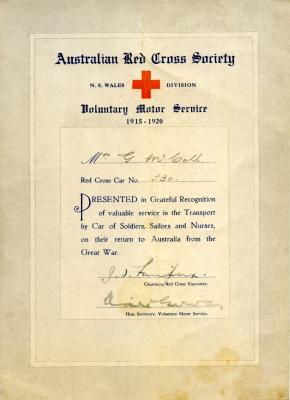 Australian Red Cross Society
N. S. WALES DIVISION
Voluntary Motor Service
1915-1920
Mr G McColl
Red Cross Car No. 330.
PRESENTED in Grateful Recognition
of valuable service in the Transport
by Car of Soldiers, Sailors and Nurses,
on their return to Australia from the
Great War.
Chairman, Red Cross Executive.
Hon. Secretary, Voluntary Motor Service.